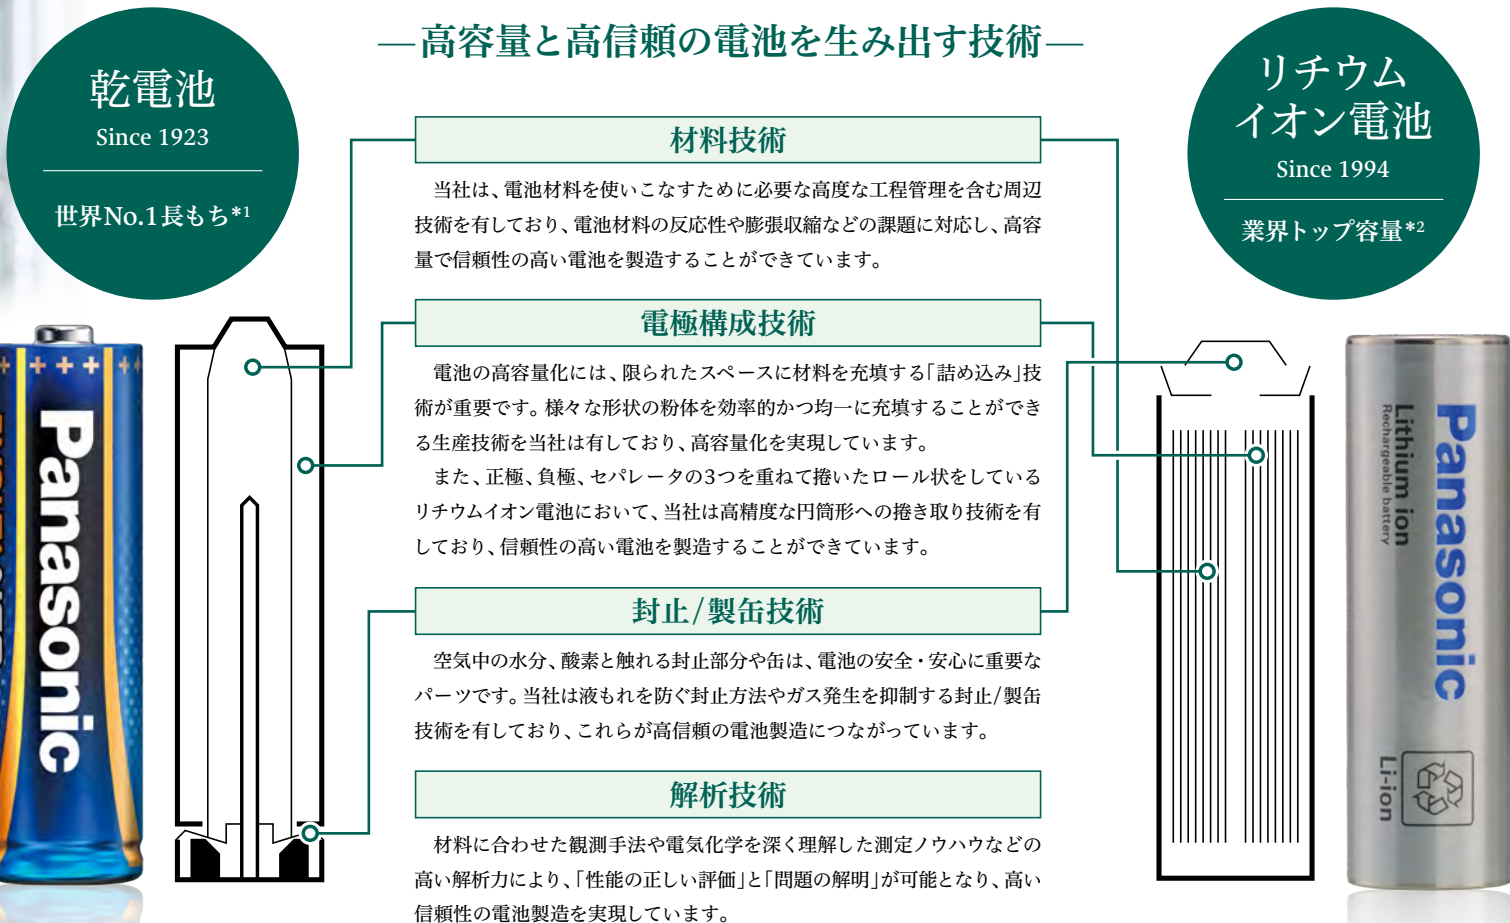 —高容量と高信頼の電池を生み出す技術—
乾電池
Since 1923
世界No.1長もち*1
リチウム
イオン電池
Since 1994
業界トップ容量*2
材料技術
当社は、電池材料を使いこなすために必要な高度な工程管理を含む周辺
技術を有しており、電池材料の反応性や膨張収縮などの課題に対応し、高容
量で信頼性の高い電池を製造することができています。
電極構成技術
電池の高容量化には、限られたスペースに材料を充填する「詰め込み」技
術が重要です。様々な形状の粉体を効率的かつ均一に充填することができ
る生産技術を当社は有しており、高容量化を実現しています。
また、正極、負極、セパレータの3つを重ねて捲いたロール状をしている
リチウムイオン電池において、当社は高精度な円筒形への捲き取り技術を有
しており、信頼性の高い電池を製造することができています。
封止/製缶技術
空気中の水分、酸素と触れる封止部分や缶は、電池の安全・安心に重要な
パーツです。当社は液もれを防ぐ封止方法やガス発生を抑制する封止/製缶
技術を有しており、これらが高信頼の電池製造につながっています。
解析技術
材料に合わせた観測手法や電気化学を深く理解した測定ノウハウなどの
高い解析力により、「性能の正しい評価」と「問題の解明」が可能となり、高い
信頼性の電池製造を実現しています。
+ + + +
Panasonic
Panasonic
Lithium ion
Rechargeable battery
Li-ion